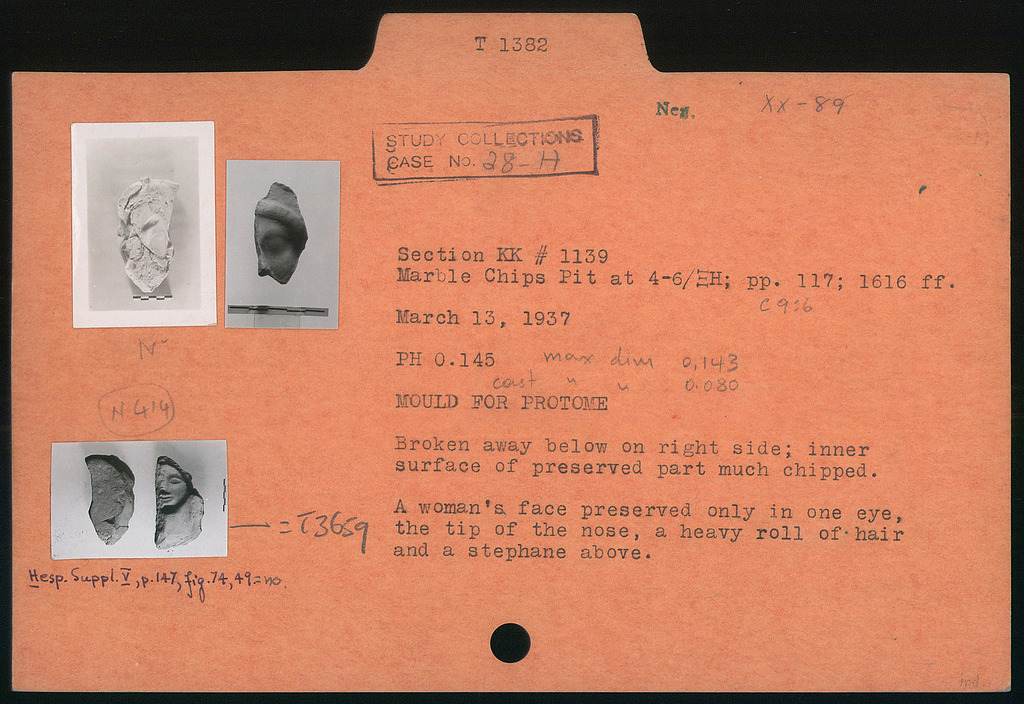 T 1382
Neg.
XX-89
STUDY COLLECTIONS
CASE No. 28-H
Section KK # 1139
Marble Chips Pit at 4-6/ΞH; pp. 117; 1616 ff.
C 9:6
March 13, 1937
PH 0.145 max dim 0,143
cast " " 0.080
MOULD FOR PROTOME
Broken away below on right side; inner
surface of preserved part much chipped.
A woman's face preserved only in one eye,
the tip of the nose, a heavy roll of hair
and a stephane above.
N 414
= T3659
Hesp. Suppl. V, p.147, fig.74, 49=no.
ind.